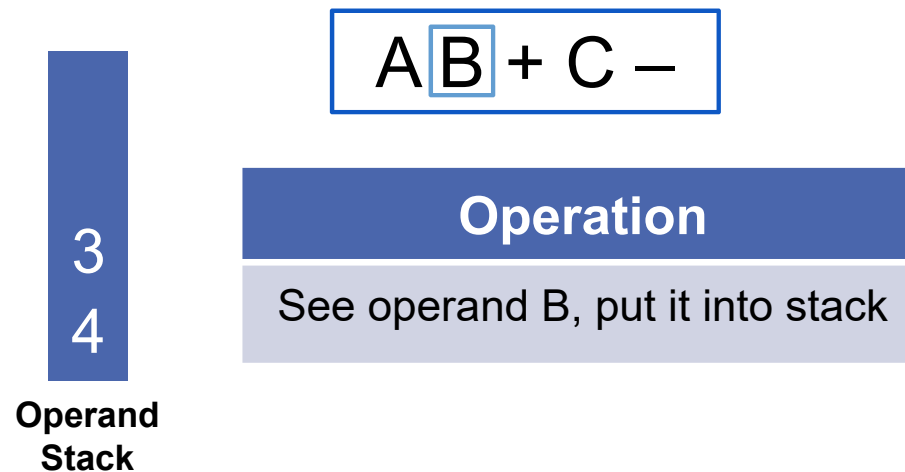 A B + C –
3
4
Operand
Stack
Operation
See operand B, put it into stack